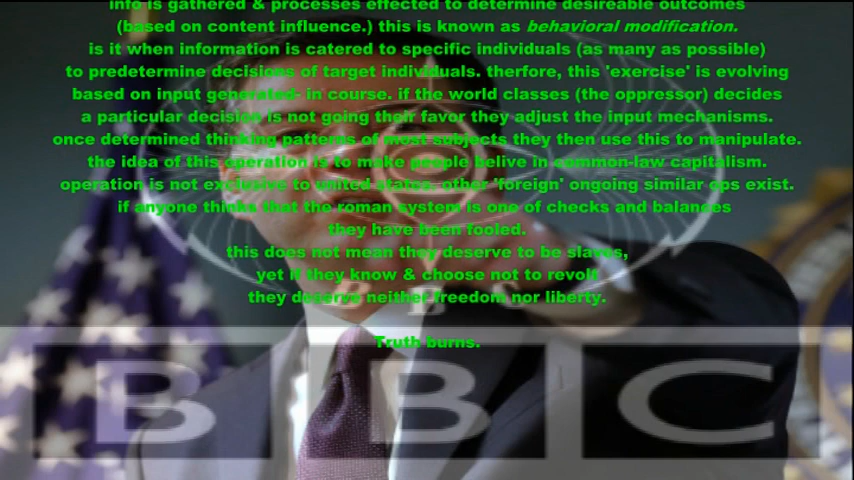 info is gathered & processes effected to determine desireable outcomes
(based on content influence.) this is known as behavioral modification.
is it when information is catered to specific individuals (as many as possible)
to predetermine decisions of target individuals. therfore, this 'exercise' is evolving
based on input generated- in course. if the world classes (the oppressor) decides
a particular decision is not going their favor they adjust the input mechanisms.
once determined thinking patterns of most subjects they then use this to manipulate.
the idea of this operation is to make people belive in common-law capitalism.
operation is not exclusive to united states. other 'foreign' ongoing similar ops exist.
if anyone thinks that the roman system is one of checks and balances
they have been fooled.
this does not mean they deserve to be slaves,
yet if they know & choose not to revolt
they deserve neither freedom nor liberty.
B
Truth burns.
BBC